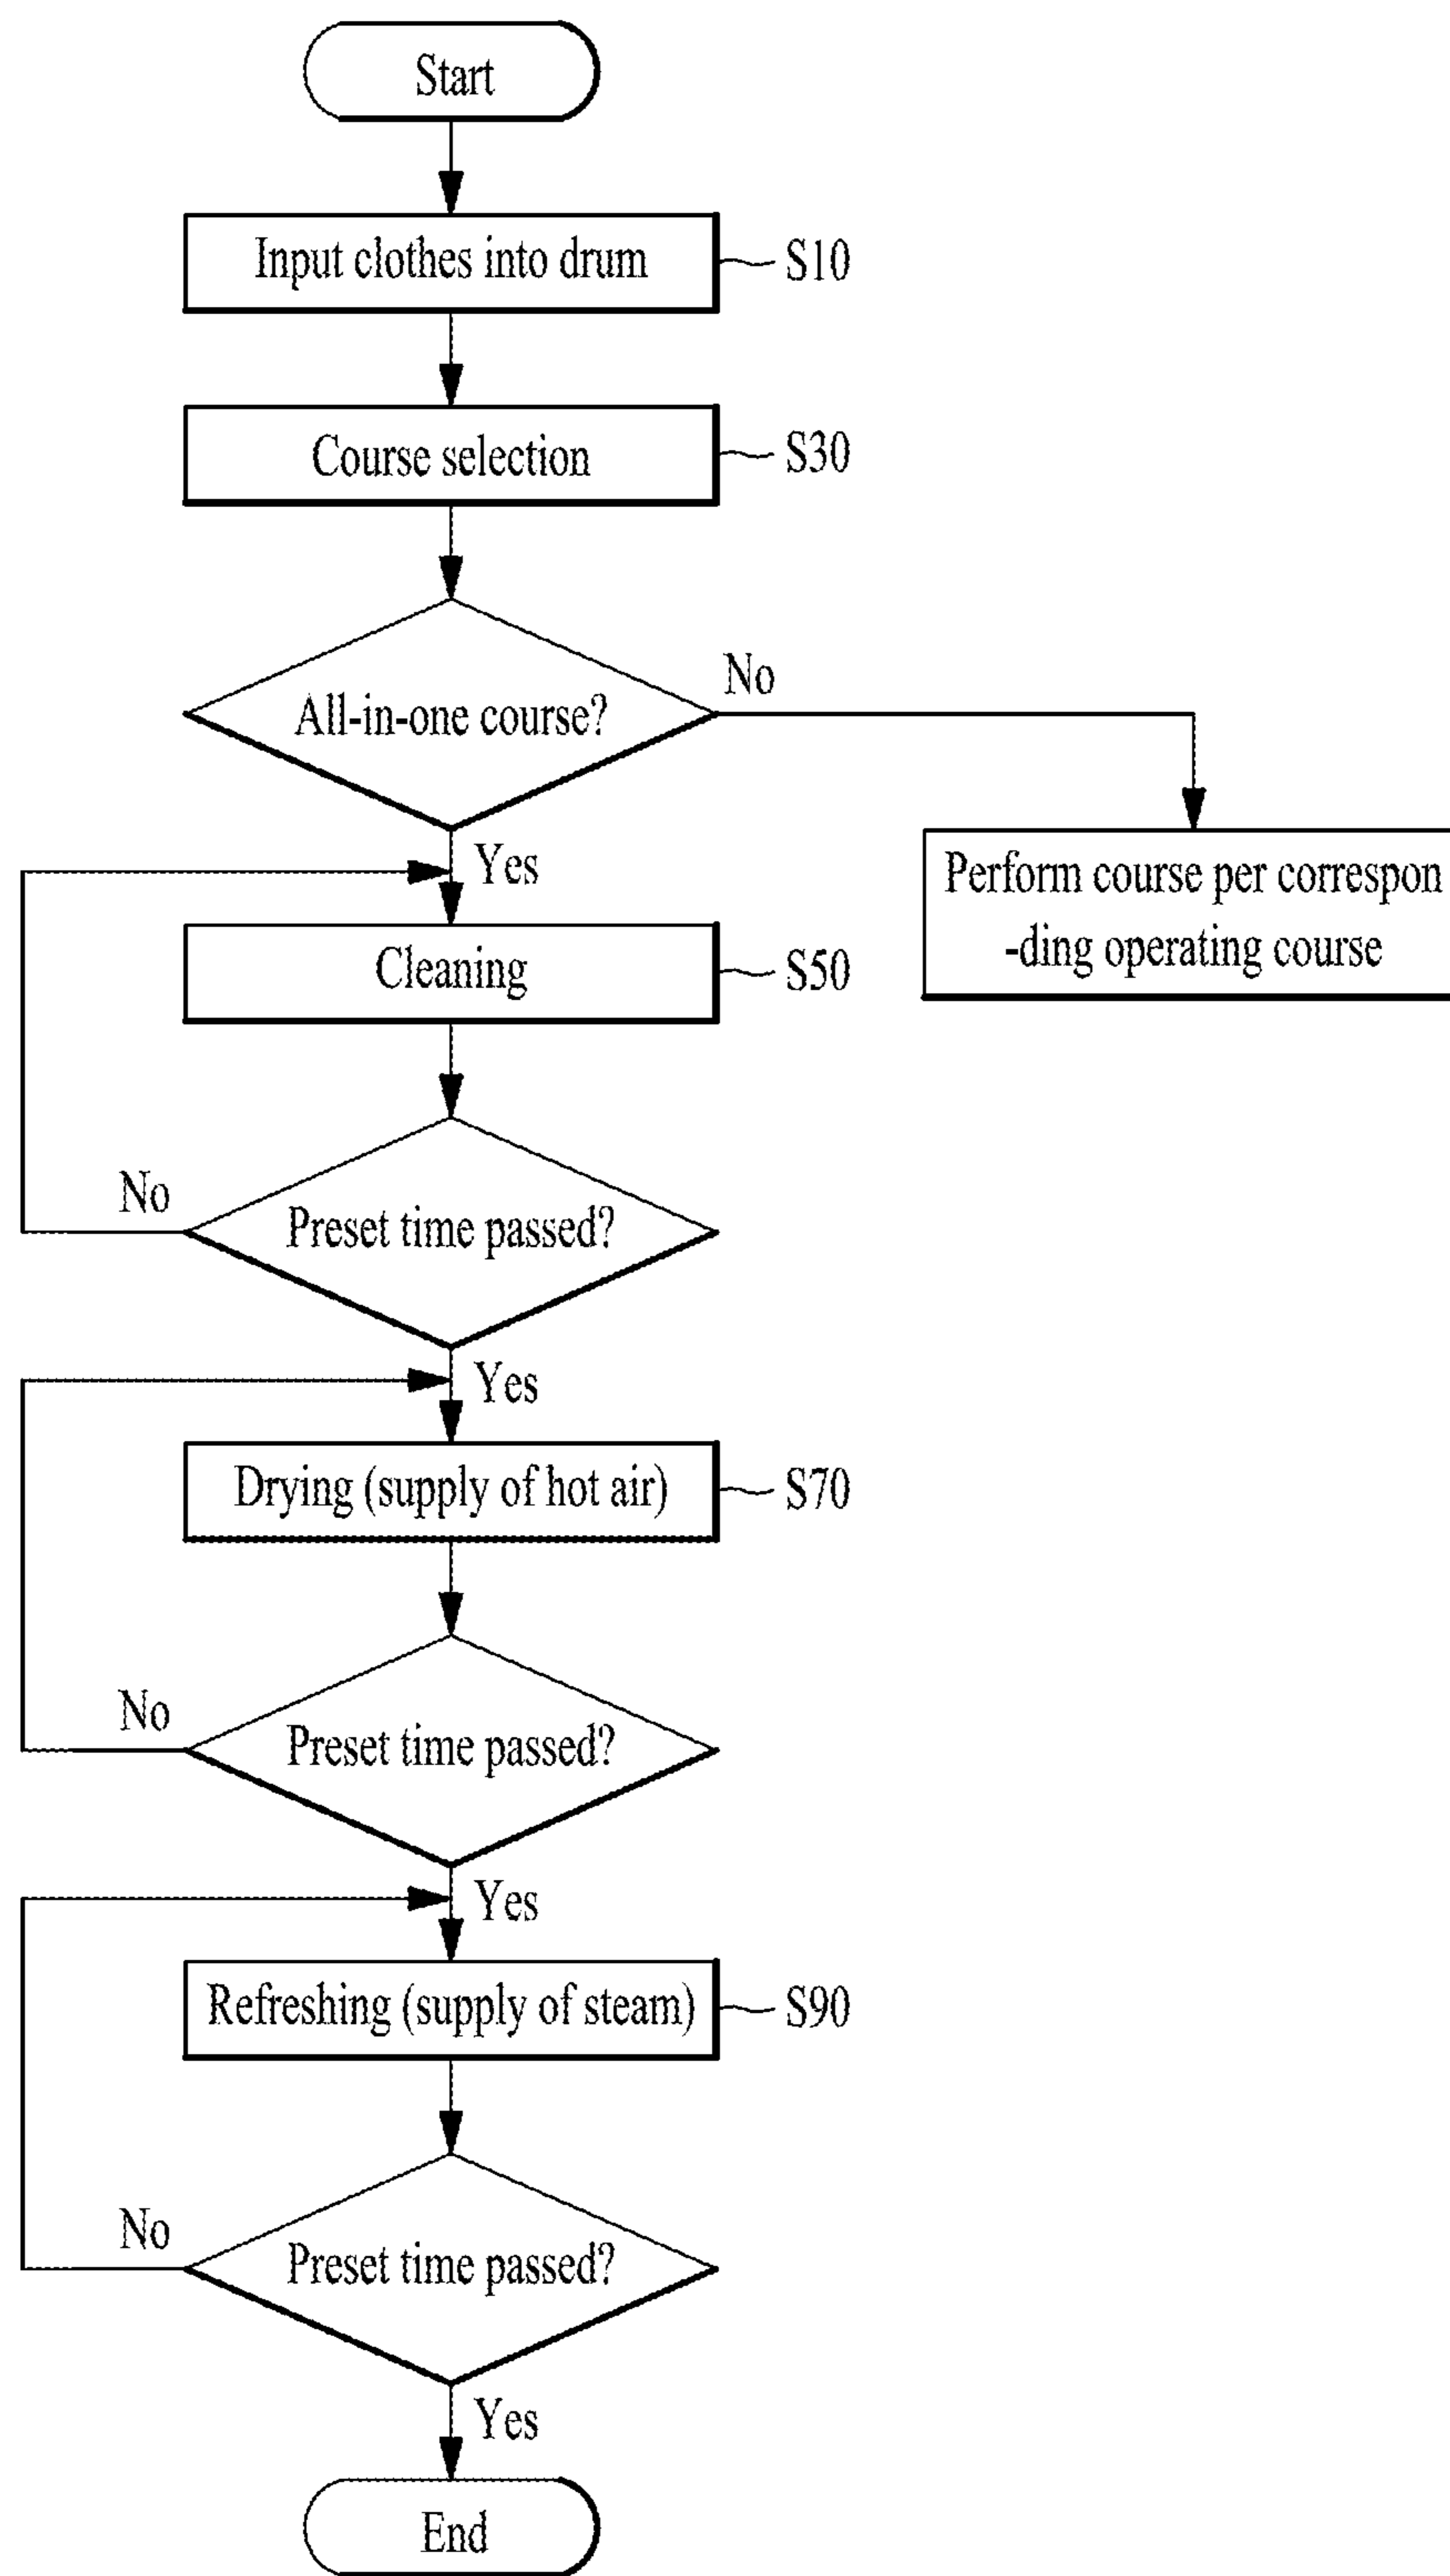 Start
Input clothes into drum
S10
Course selection
S30
All-in-one course?
No
Yes
Perform course per correspon
-ding operating course
Cleaning
S50
Preset time passed?
No
Yes
Drying (supply of hot air)
S70
Preset time passed?
No
Yes
Refreshing (supply of steam)
S90
Preset time passed?
No
Yes
End